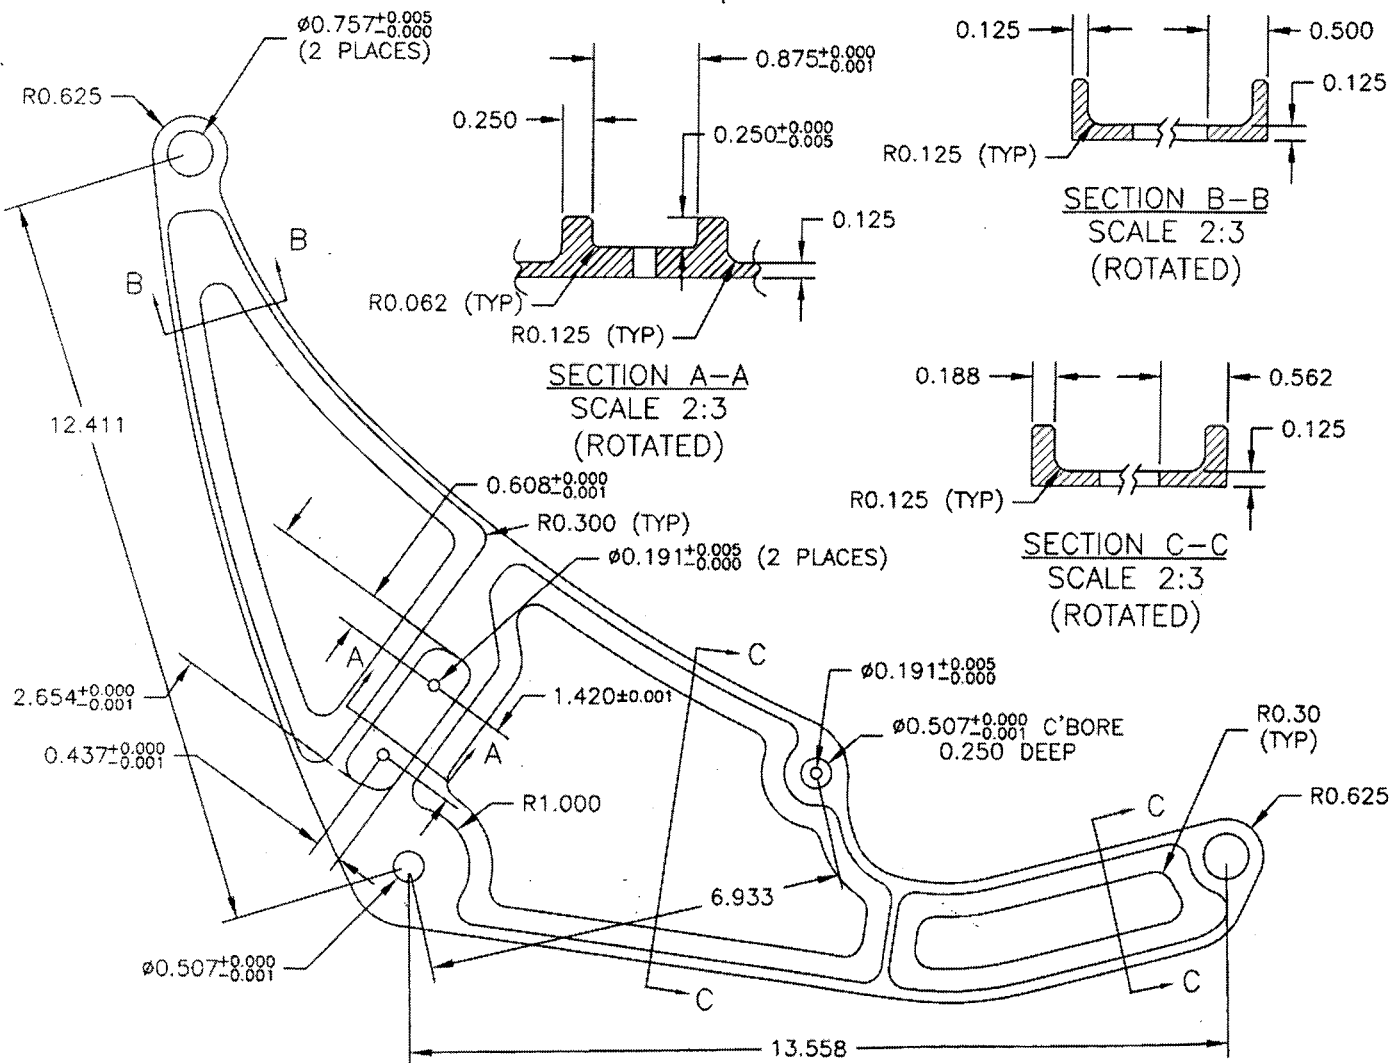 ø0.757+0.005
-0.000
(2 PLACES)
R0.625
0.250
0.875+0.000
-0.001
0.250+0.000
-0.005
0.125
R0.062 (TYP)
R0.125 (TYP)
SECTION A-A
SCALE 2:3
(ROTATED)
0.125
0.500
0.125
R0.125 (TYP)
SECTION B-B
SCALE 2:3
(ROTATED)
0.188
0.562
0.125
R0.125 (TYP)
SECTION C-C
SCALE 2:3
(ROTATED)
B
B
12.411
0.608+0.000
-0.001
R0.300 (TYP)
ø0.191+0.005
-0.000 (2 PLACES)
A
A
2.654+0.000
-0.001
1.420±0.001
0.437+0.000
-0.001
R1.000
C
C
ø0.191+0.005
-0.000
ø0.507+0.000
-0.001 C'BORE
0.250 DEEP
R0.30
(TYP)
R0.625
C
C
6.933
ø0.507+0.000
-0.001
13.558